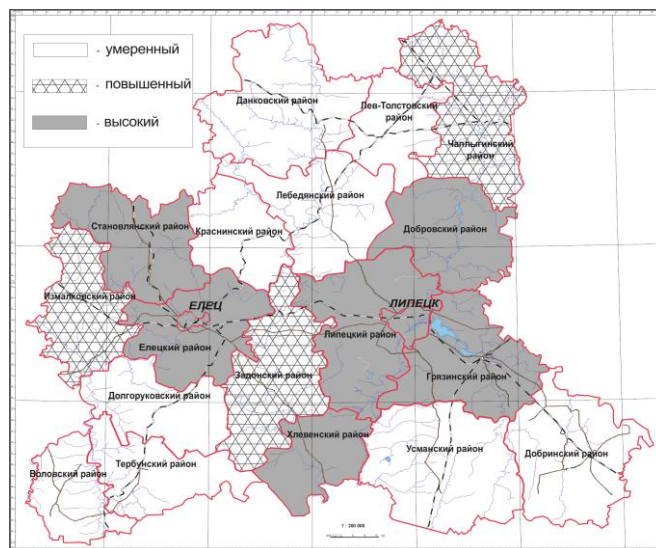 - умеренный
- повышенный
- высокий
Данковский район
Лев-Толстовский
район
Чаплыгинский
район
Лебедянский
район
Становлянский район
Краснинский район
Добровский район
Измалковский район
ЕЛЕЦ
ЛИПЕЦК
Елецкий район
Липецкий
район
Задонский район
Грязинский район
Долгоруковский район
Хлевенский район
Усманский район
Добринский район
Воловский район
Тербунский район
1 : 200 000